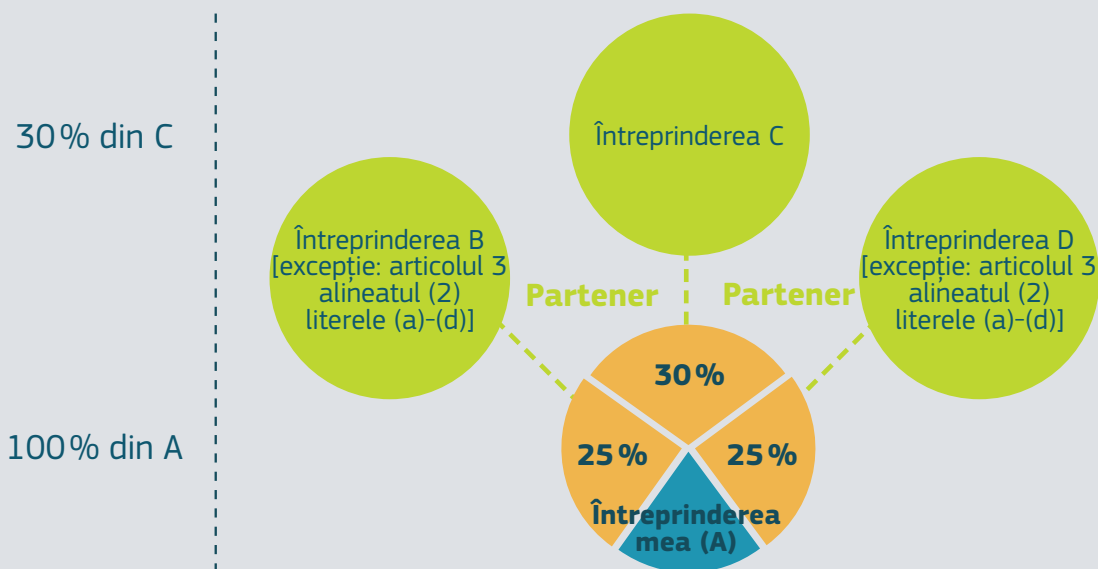 30 % din C
Întreprinderea C
Întreprinderea B
[excepție: articolul 3
alineatul (2)
literele (a)-(d)]
Întreprinderea D
[excepție: articolul 3
alineatul (2)
literele (a)-(d)]
Partener
Partener
30 %
100 % din A
25 %
25 %
Întreprinderea
mea (A)